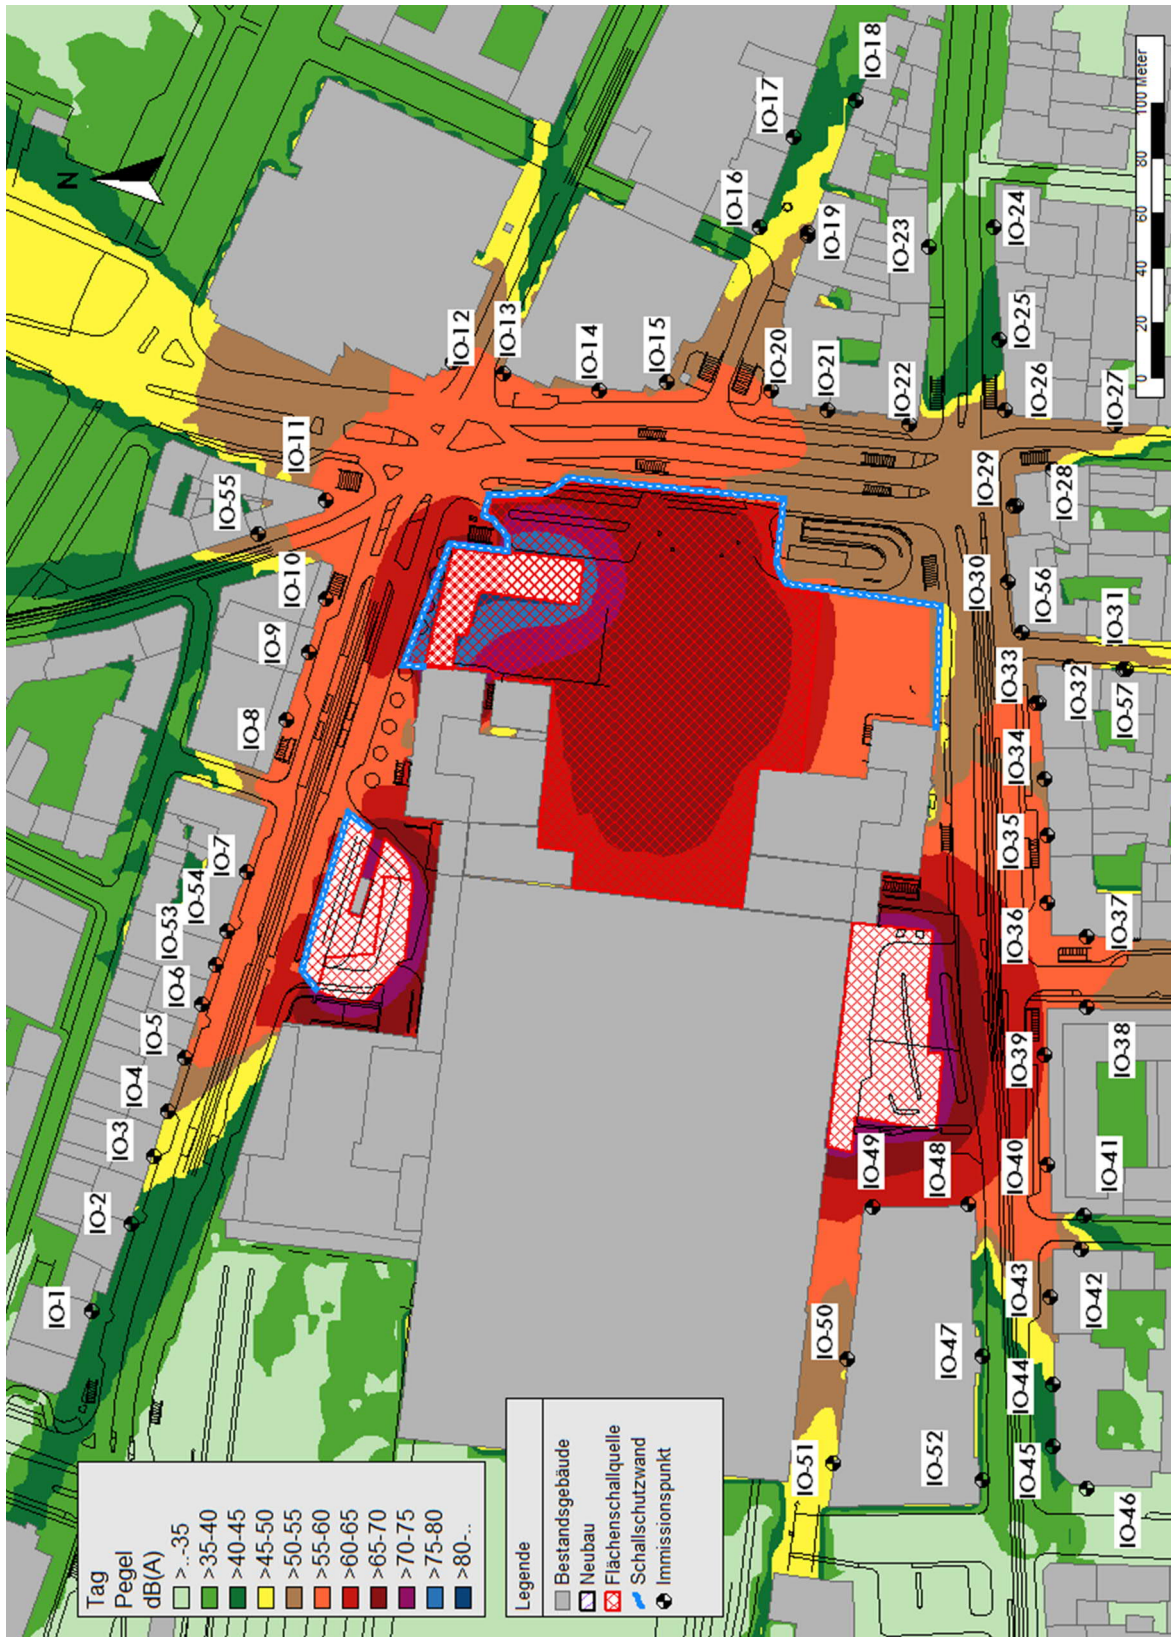 Tag
Pegel
dB(A)
>..-35
>35-40
>40-45
>45-50
>50-55
>55-60
>60-65
>65-70
>70-75
>75-80
>80-..
Legende
Bestandsgebäude
Neubau
Flächenschallquelle
Schallschutzwand
Immissionspunkt
N
0 20 40 60 80 100 Meter
IO-1
IO-2
IO-3
IO-4
IO-5
IO-6
IO-53
IO-54
IO-7
IO-8
IO-9
IO-10
IO-55
IO-11
IO-12
IO-13
IO-14
IO-15
IO-16
IO-17
IO-18
IO-19
IO-20
IO-21
IO-22
IO-23
IO-24
IO-25
IO-26
IO-27
IO-28
IO-29
IO-30
IO-56
IO-31
IO-32
IO-57
IO-33
IO-34
IO-35
IO-36
IO-37
IO-38
IO-39
IO-40
IO-41
IO-42
IO-43
IO-44
IO-45
IO-46
IO-47
IO-48
IO-49
IO-50
IO-51
IO-52